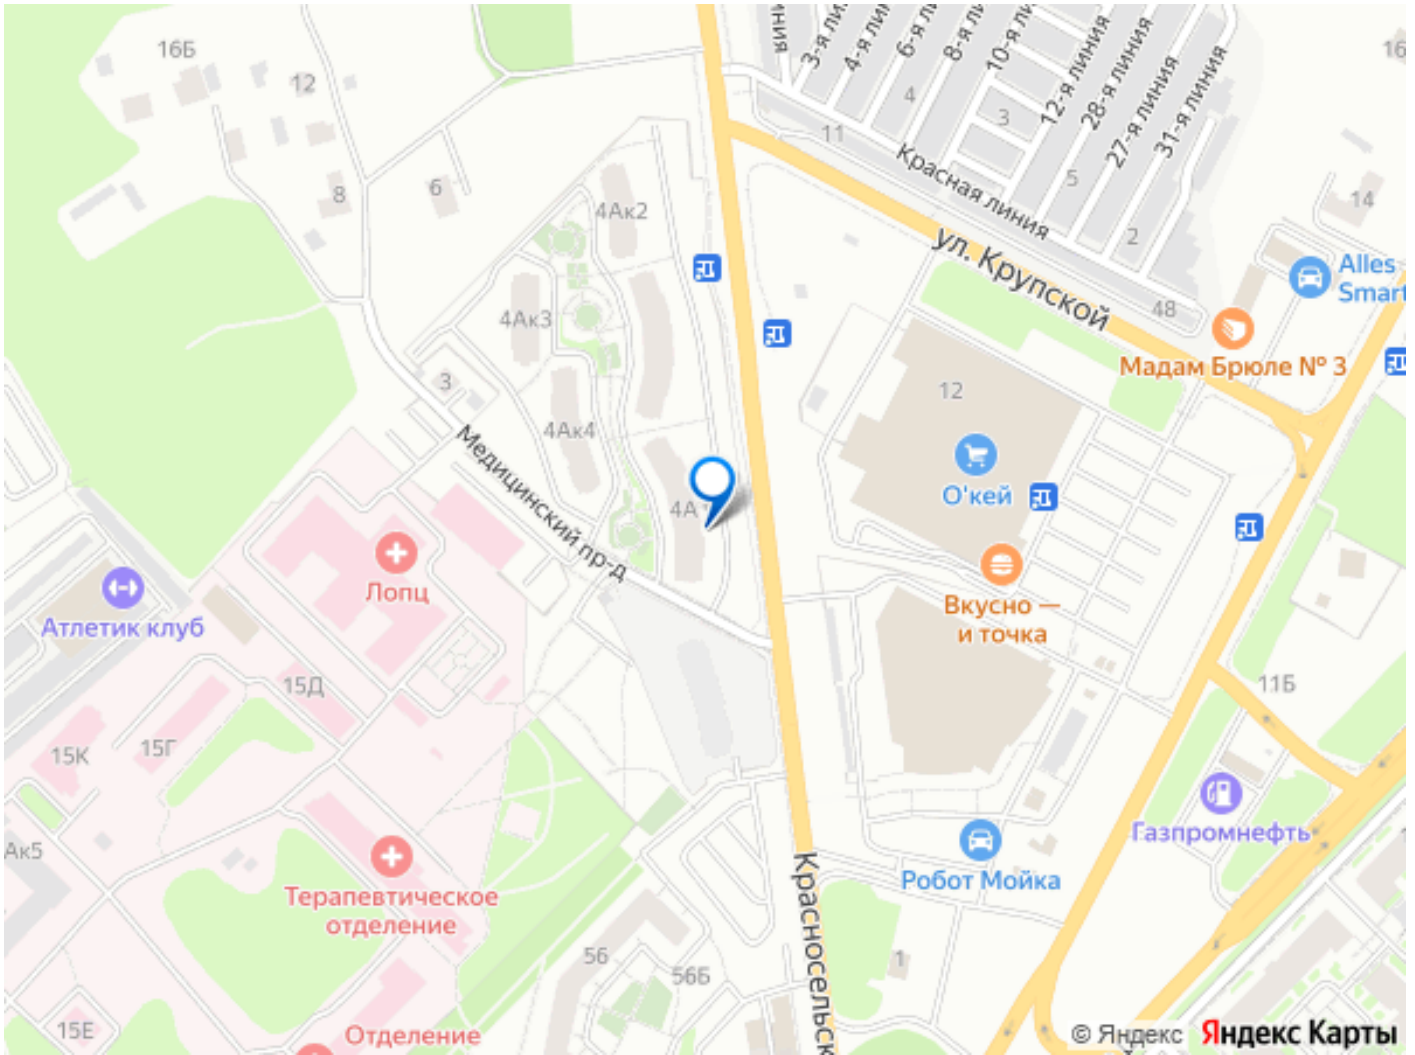 16Б
12
8
6
3-я ли
4-я ли
6-я л
8-я л
10-я ли
12-я линия
28-я линия
27-я линия
31-я линия
ИНИЯ
4
3
11
5
2
16
14
Красная линия
ул. Крупской
48
4Ак2
4Ак3
4Ак4
4А
3
Alles
Smart
Мадам Брюле № 3
12
О'кей
Медицинский пр-д
Лопц
Атлетик клуб
Вкусно —
и точка
15Д
15Г
15К
11Б
Газпромнефть
Ак5
Терапевтическое
отделение
Робот Мойка
Красносельск
56
56Б
1
15Е
Отделение
© Яндекс Яндекс Карты